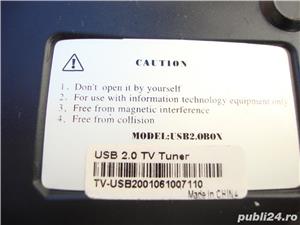 CAUTION
1. Don't open it by yourself
2. For use with information technology equipment only
3. Free from magnetic interference
4. Free from collision
MODEL:USB2.0BOX
USB 2.0 TV Tuner
TV-USB2001061007110
Made in CHINA
publi24.ro